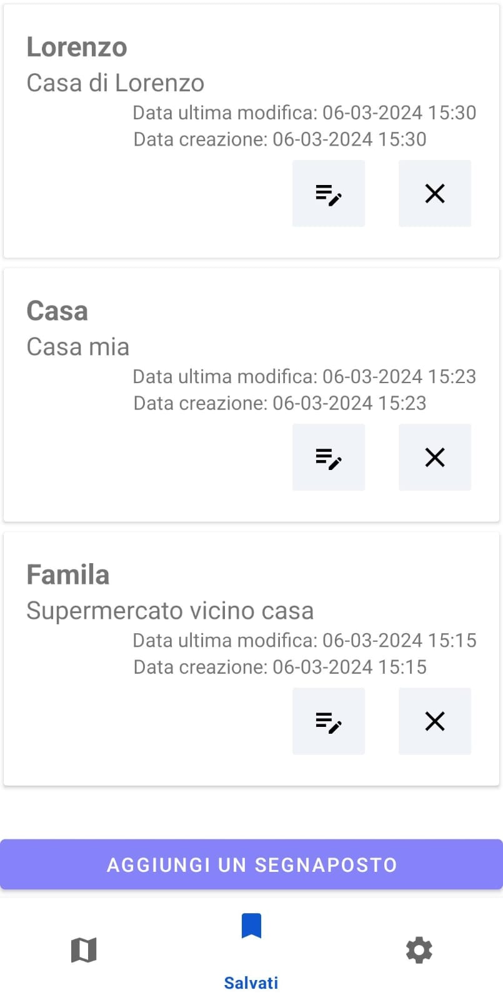 Lorenzo
Casa di Lorenzo
Data ultima modifica: 06-03-2024 15:30
Data creazione: 06-03-2024 15:30
Casa
Casa mia
Data ultima modifica: 06-03-2024 15:23
Data creazione: 06-03-2024 15:23
Famila
Supermercato vicino casa
Data ultima modifica: 06-03-2024 15:15
Data creazione: 06-03-2024 15:15
AGGIUNGI UN SEGNAPOSTO
Salvati